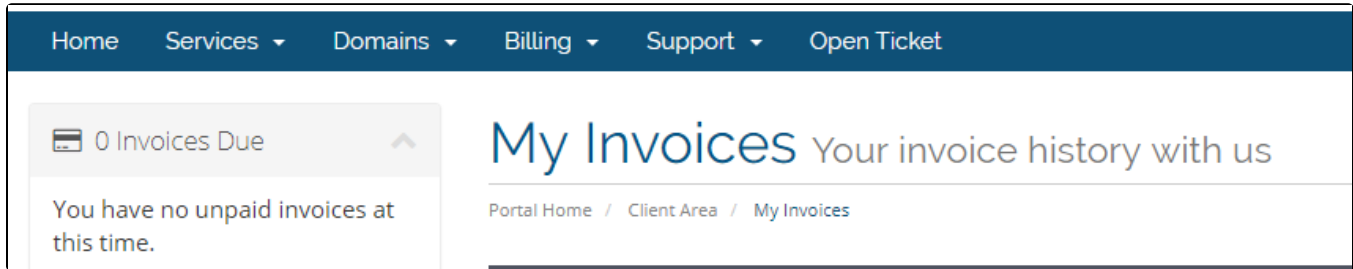 Home Services Domains Billing Support Open Ticket
0 Invoices Due
You have no unpaid invoices at
this time.
My Invoices Your invoice history with us
Portal Home / Client Area / My Invoices